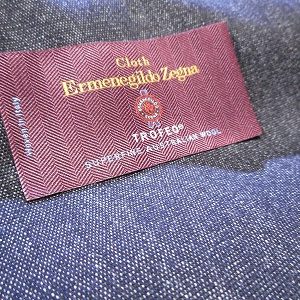 Cloth
Ermenegildo Zegna
TROFEO®
SUPERFINE AUSTRALIAN WOOL